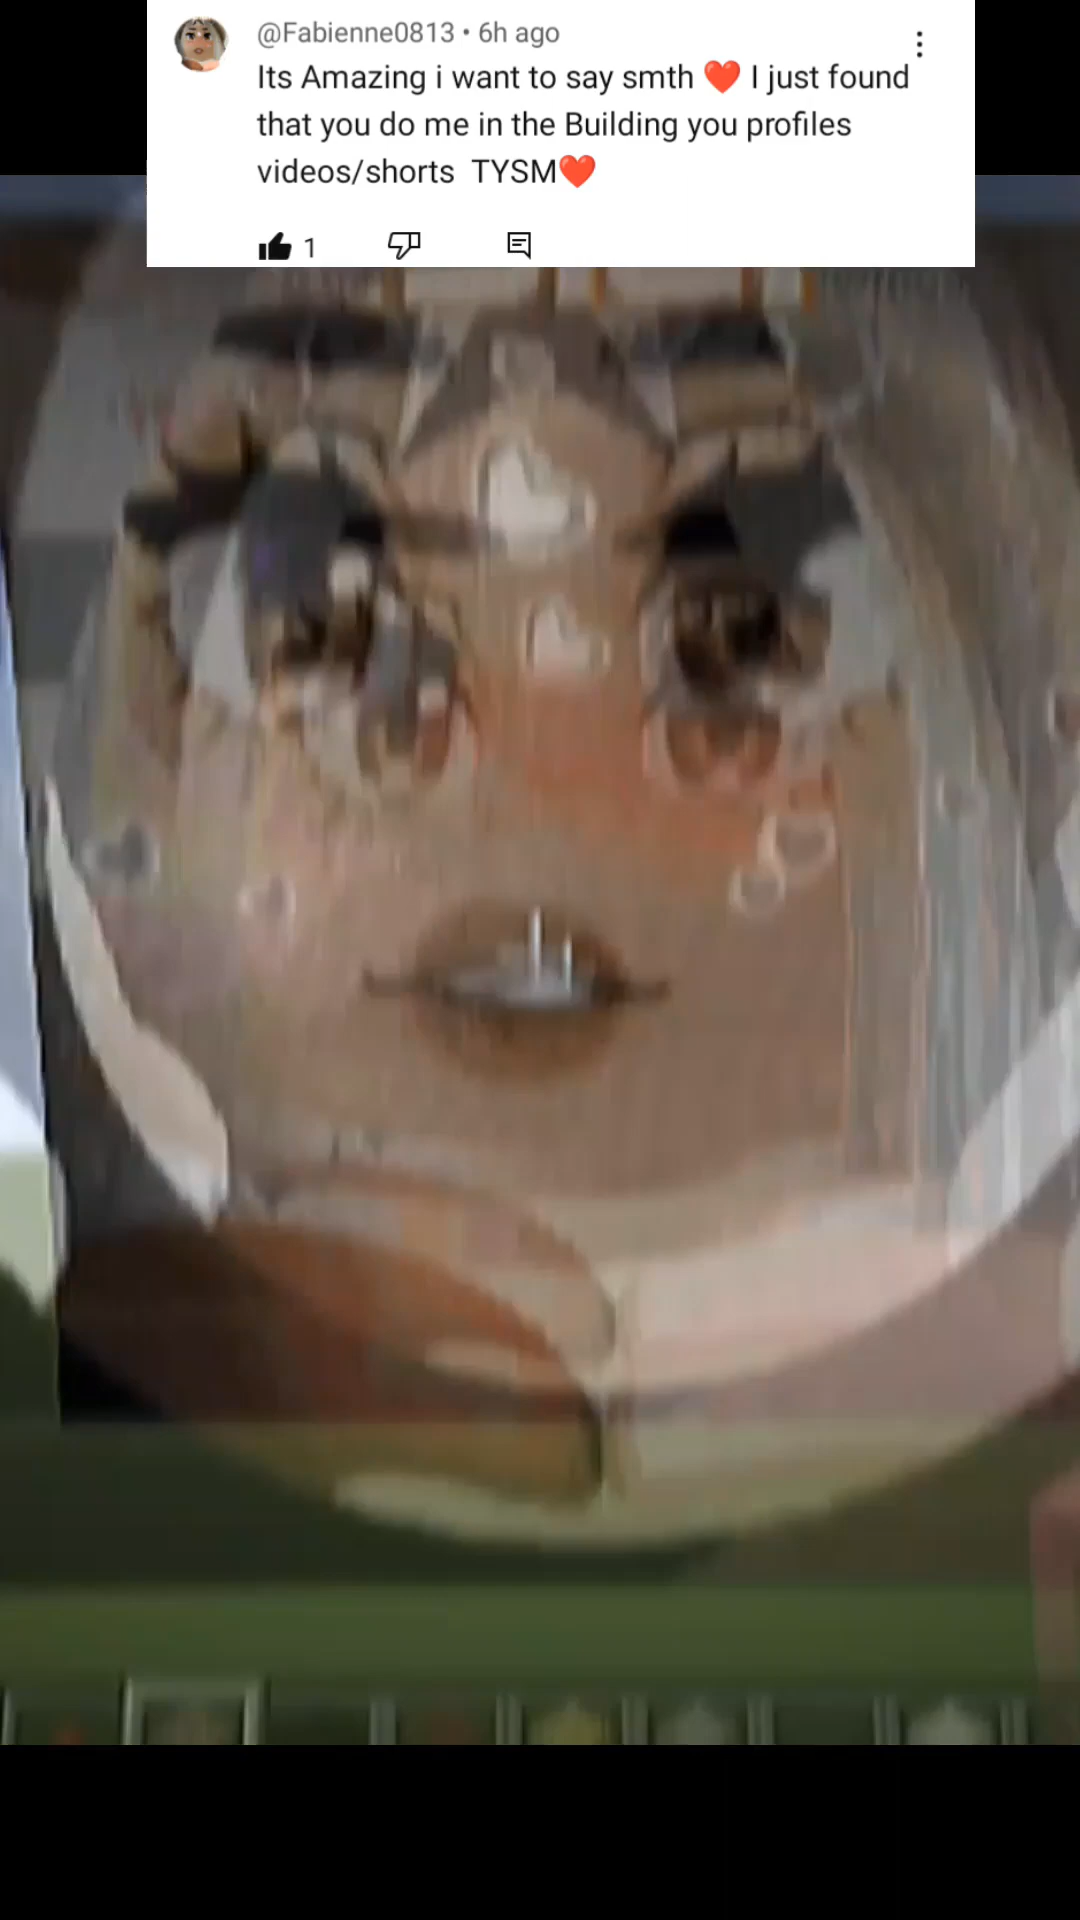 @Fabienne0813 • 6h ago
Its Amazing i want to say smth ❤️ I just found
that you do me in the Building you profiles
videos/shorts  TYSM❤️
1